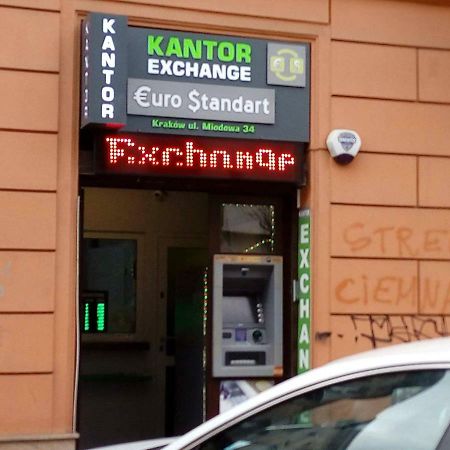 KANTOR
KANTOR
EXCHANGE
€uro $tandart
Kraków ul. Miodowa 34
Exchange
EXCHAN
STRE
CIEMN